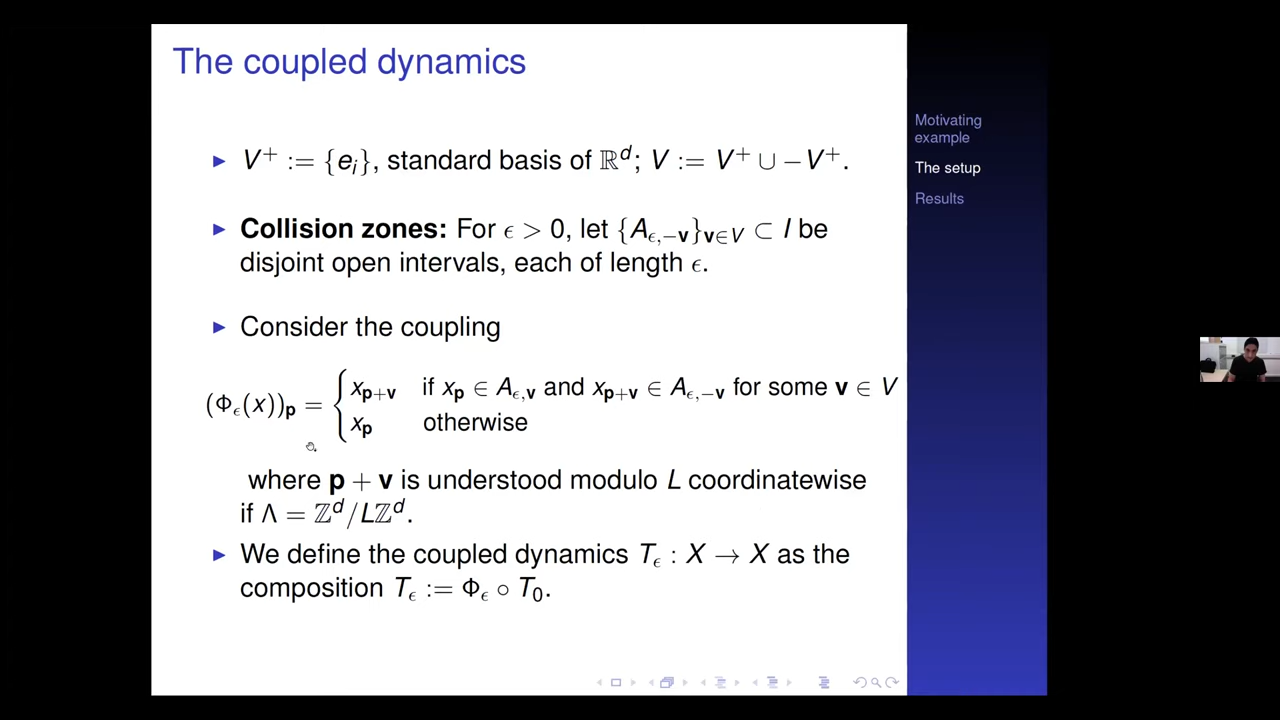 The coupled dynamics
▶ V⁺ := {eᵢ}, standard basis of ℝᵈ; V := V⁺ ∪ −V⁺.
▶ Collision zones: For ϵ > 0, let {A_{ϵ,−v}}_{v∈V} ⊂ I be
disjoint open intervals, each of length ϵ.
▶ Consider the coupling
(Φ_ϵ(x))_p = { x_{p+v} if x_p ∈ A_{ϵ,v} and x_{p+v} ∈ A_{ϵ,−v} for some v ∈ V
x_p otherwise
where p + v is understood modulo L coordinatewise
if Λ = ℤᵈ/Lℤᵈ.
▶ We define the coupled dynamics T_ϵ : X → X as the
composition T_ϵ := Φ_ϵ ∘ T₀.
Motivating
example
The setup
Results